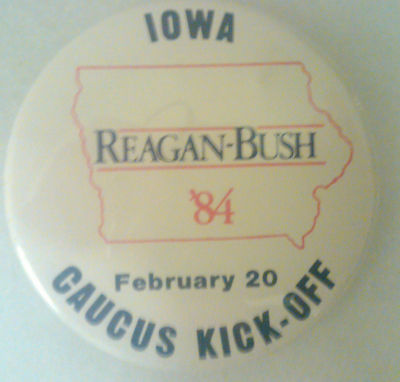 IOWA
REAGAN-BUSH
'84
February 20
CAUCUS KICK-OFF